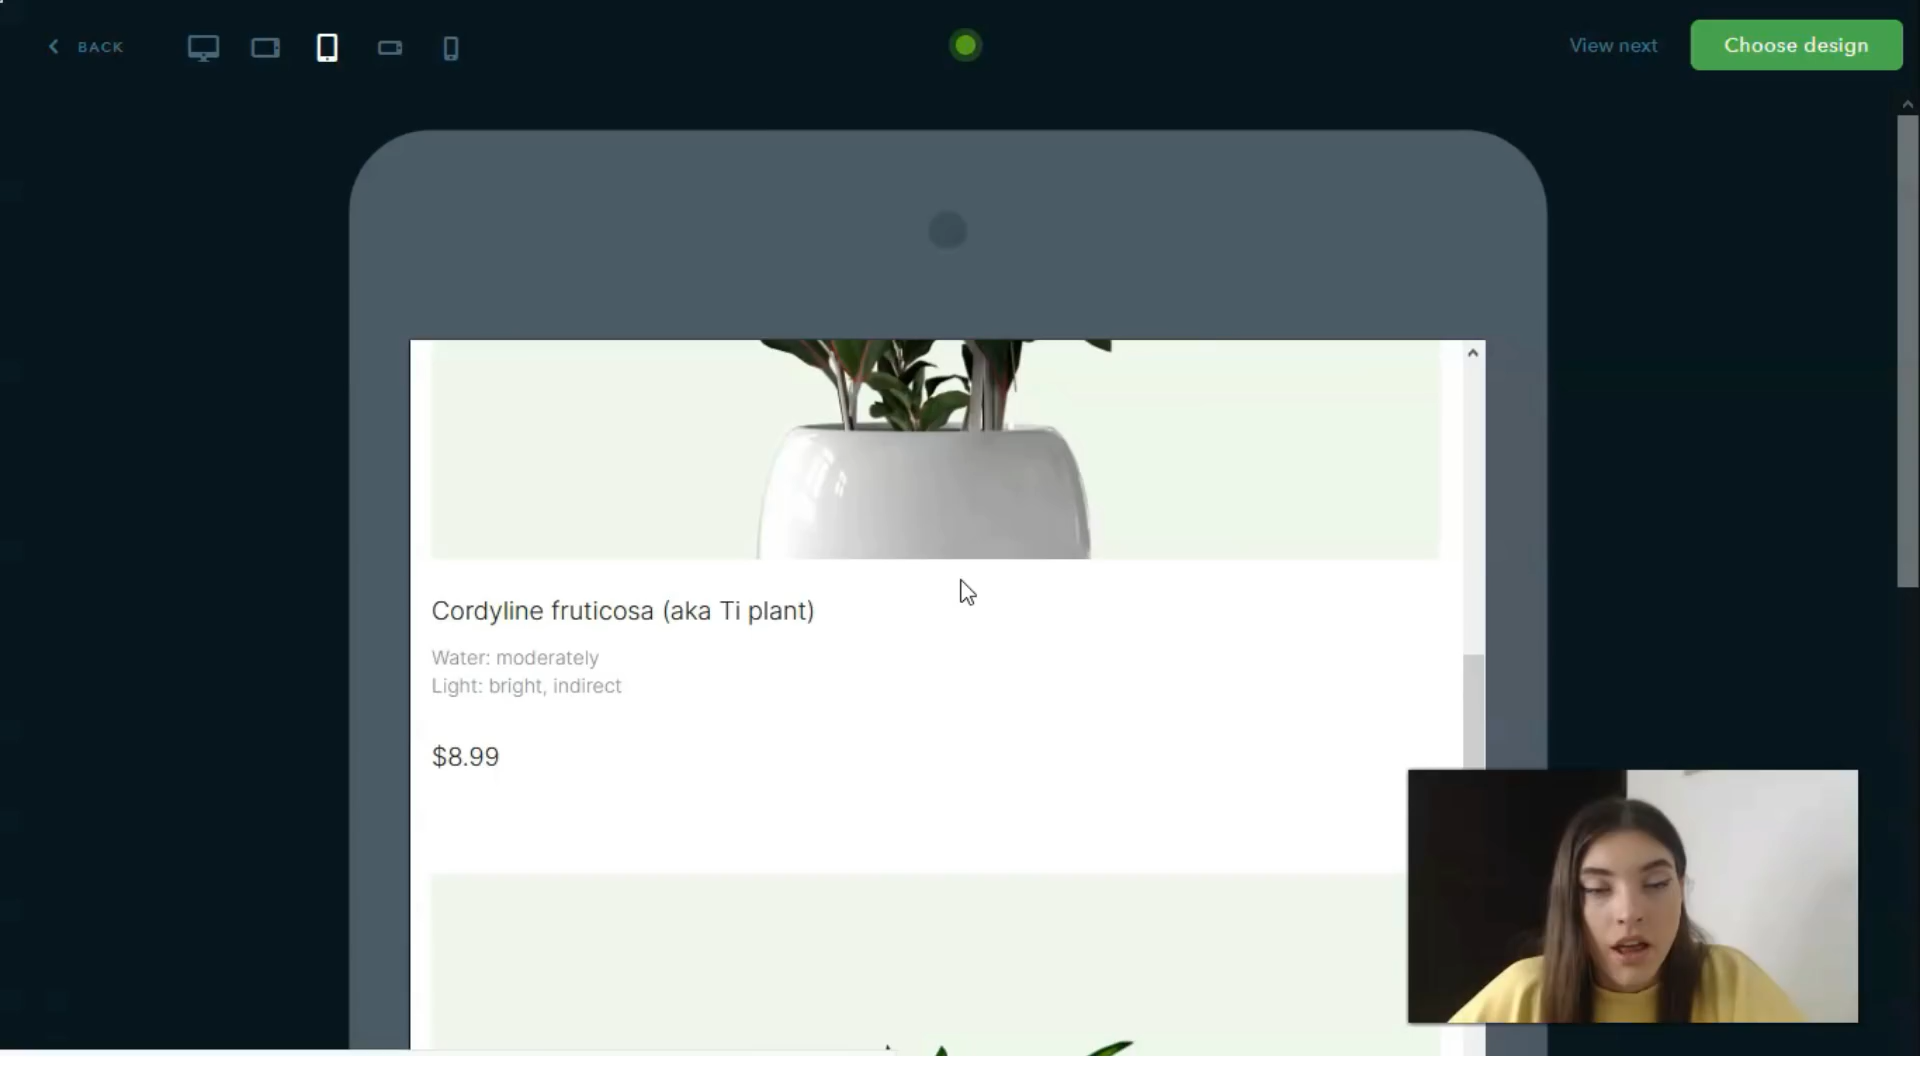 BACK
View next
Choose design
Cordyline fruticosa (aka Ti plant)
Water: moderately
Light: bright, indirect
$8.99